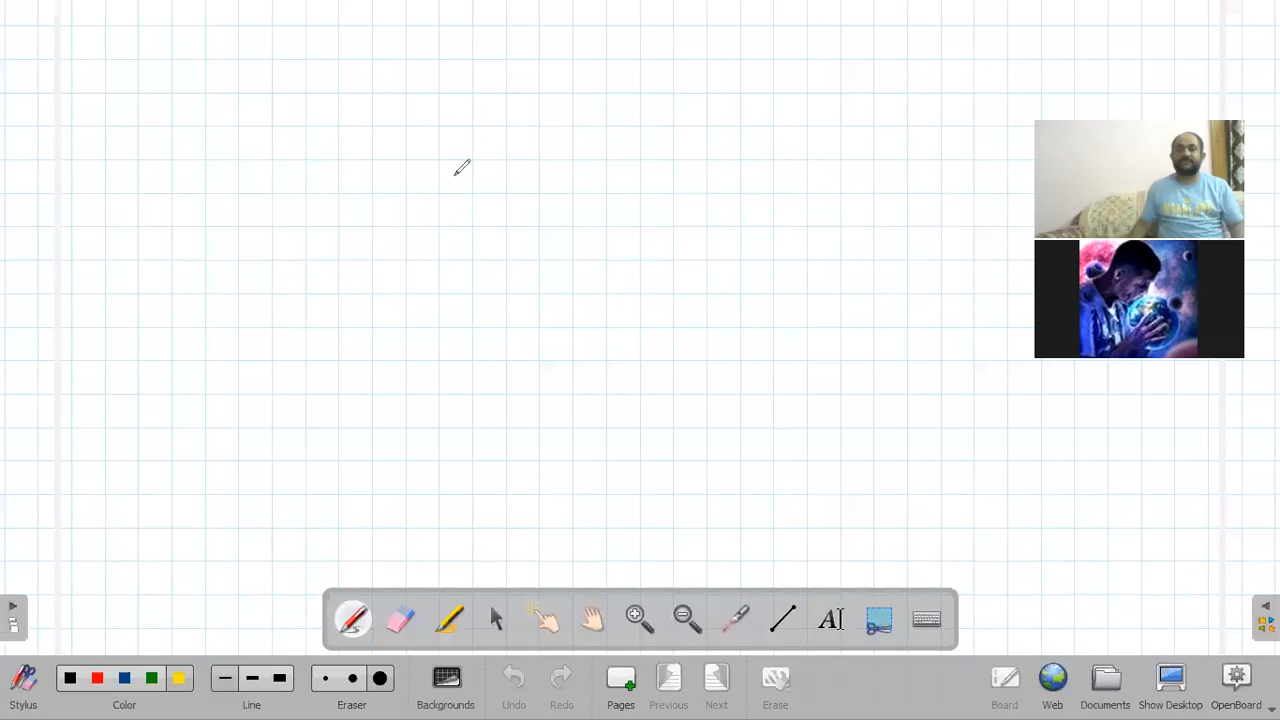 A
Stylus
Color
Line
Eraser
Backgrounds
Undo
Redo
Pages
Previous
Next
Erase
Board
Web
Documents
Show Desktop
OpenBoard